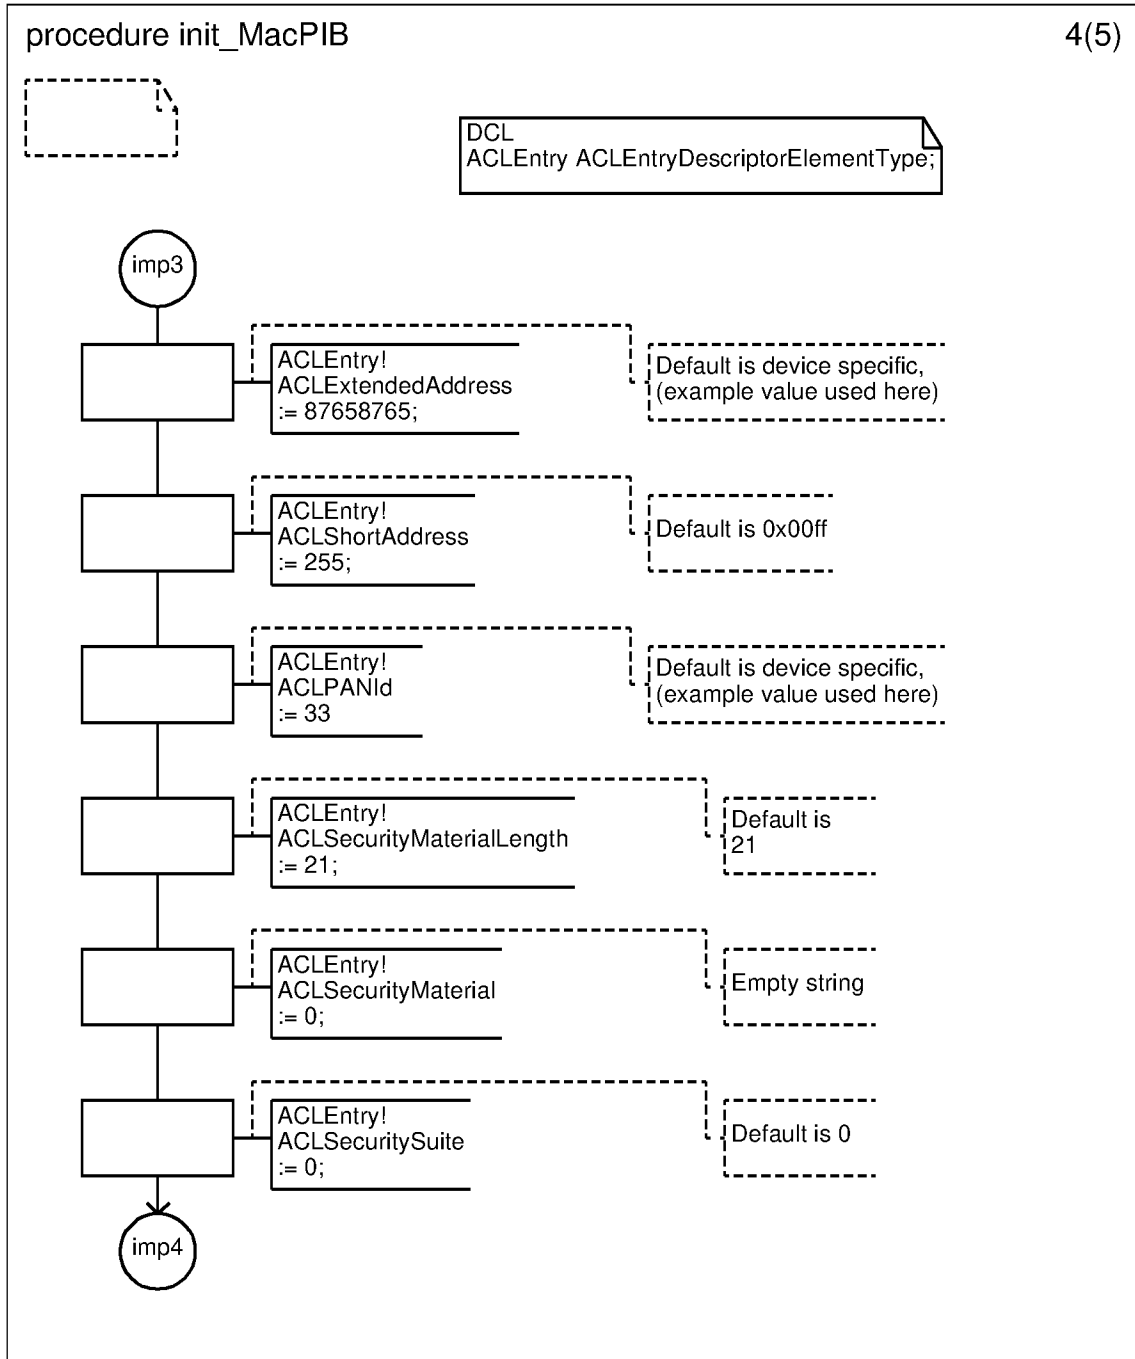 procedure init_MacPIB
4(5)
DCL
ACLEntry ACLEntryDescriptorElementType;
imp3
ACLEntry!
ACLExtendedAddress
:= 87658765;
Default is device specific,
(example value used here)
ACLEntry!
ACLShortAddress
:= 255;
Default is 0x00ff
ACLEntry!
ACLPANId
:= 33
Default is device specific,
(example value used here)
ACLEntry!
ACLSecurityMaterialLength
:= 21;
Default is
21
ACLEntry!
ACLSecurityMaterial
:= 0;
Empty string
ACLEntry!
ACLSecuritySuite
:= 0;
Default is 0
imp4